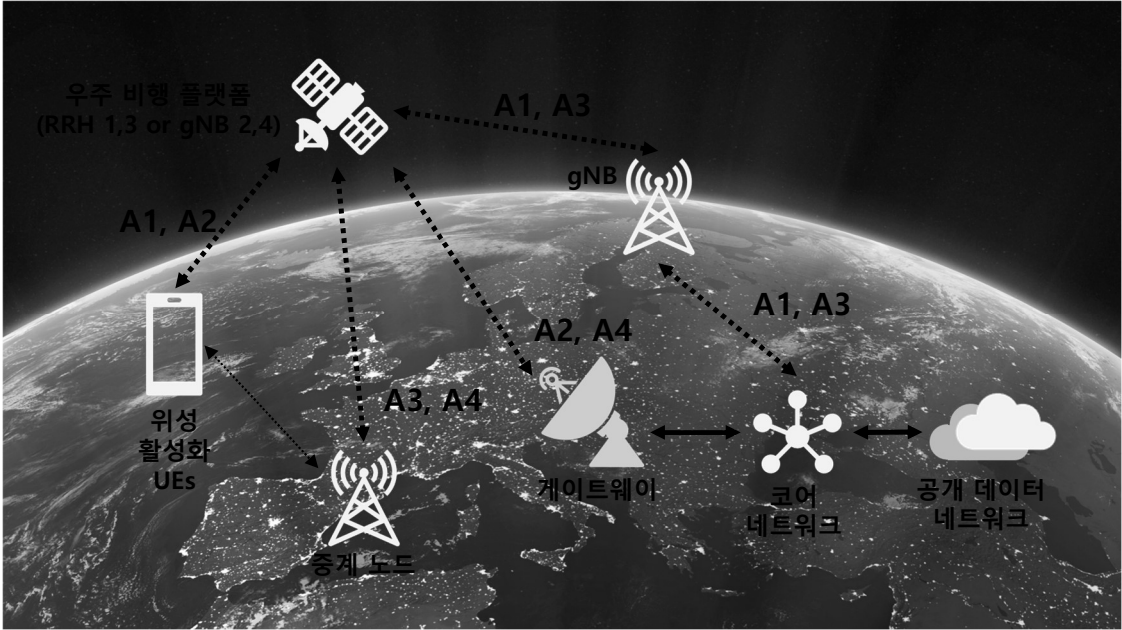 우주 비행 플랫폼
(RRH 1,3 or gNB 2,4)
A1, A3
gNB
A1, A2
A1, A3
A2, A4
A3, A4
위성
활성화
UEs
게이트웨이
코어
네트워크
공개 데이터
네트워크
중계 노드